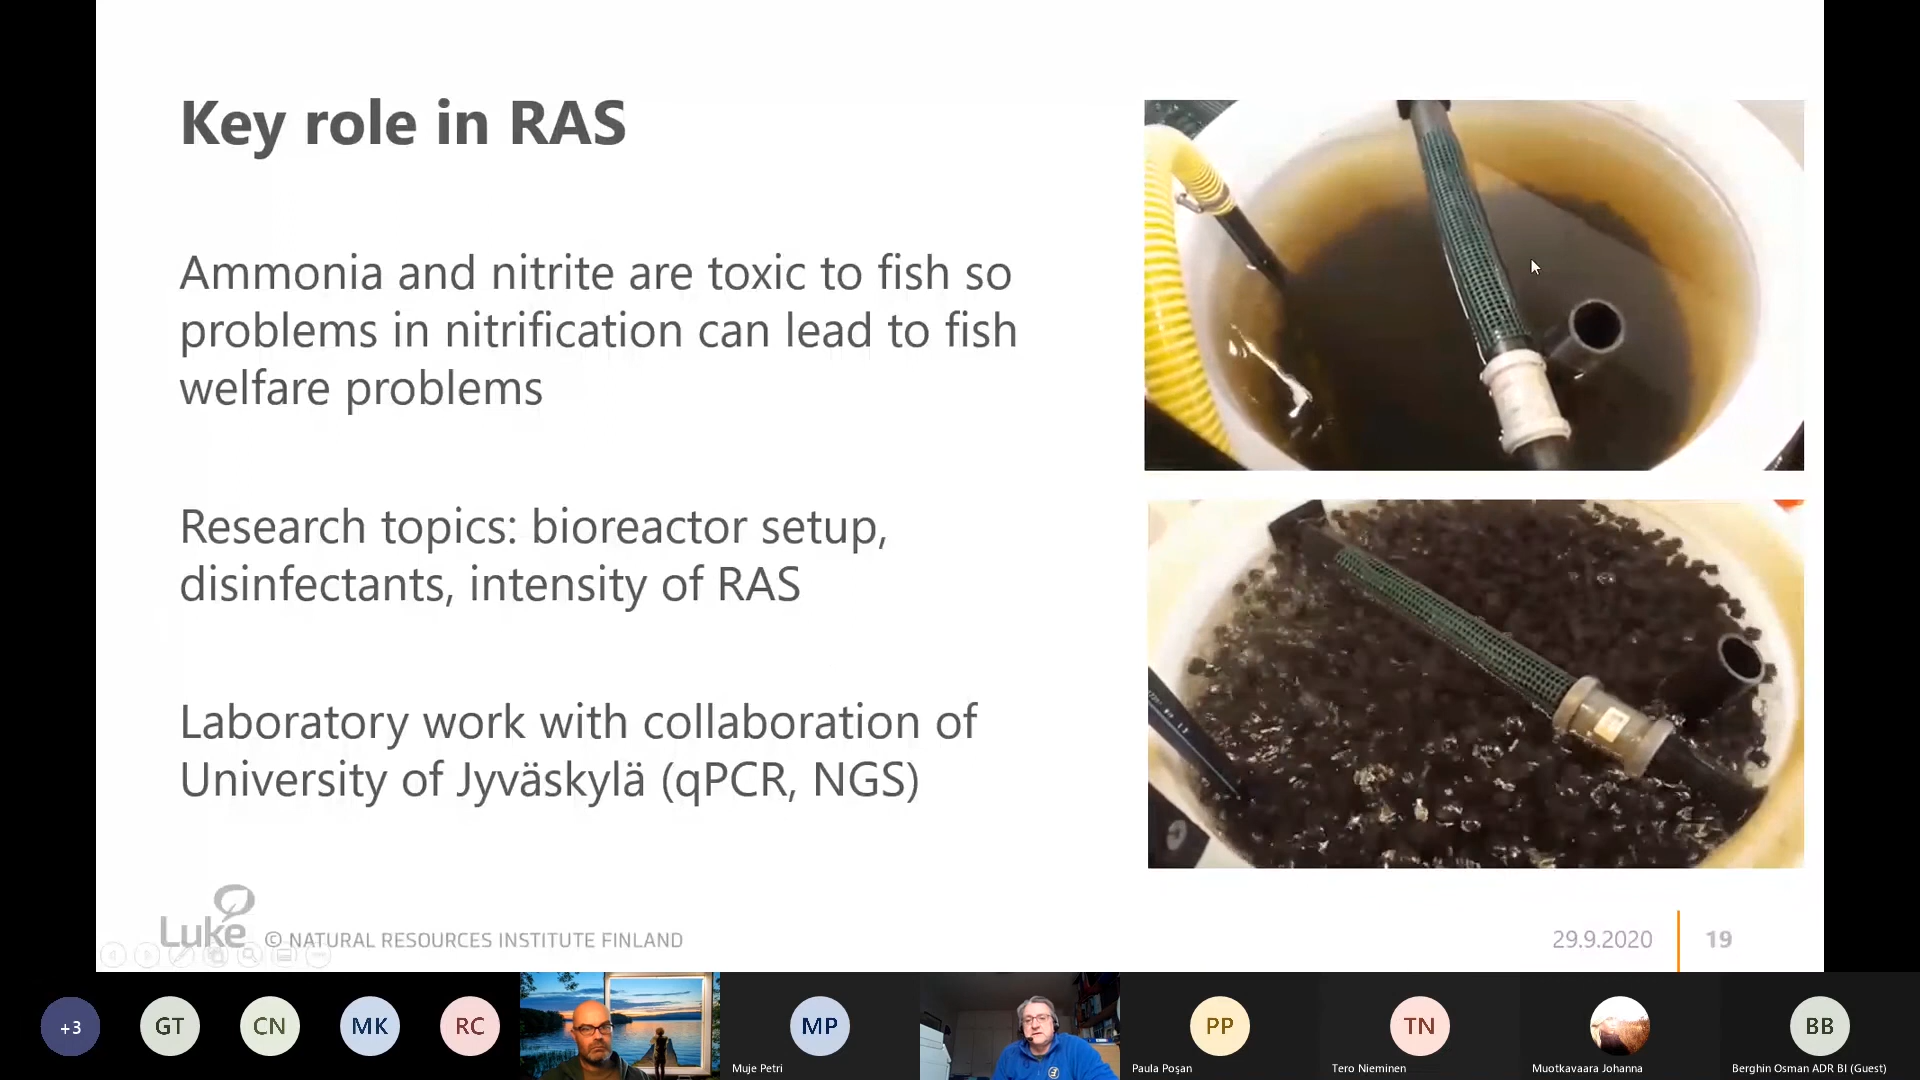 Key role in RAS
Ammonia and nitrite are toxic to fish so
problems in nitrification can lead to fish
welfare problems
Research topics: bioreactor setup,
disinfectants, intensity of RAS
Laboratory work with collaboration of
University of Jyväskylä (qPCR, NGS)
Luke
© NATURAL RESOURCES INSTITUTE FINLAND
29.9.2020
19
+3
GT
CN
MK
RC
MP
Muje Petri
PP
Paula Poşan
TN
Tero Nieminen
Muotkavaara Johanna
BB
Berghin Osman ADR BI (Guest)